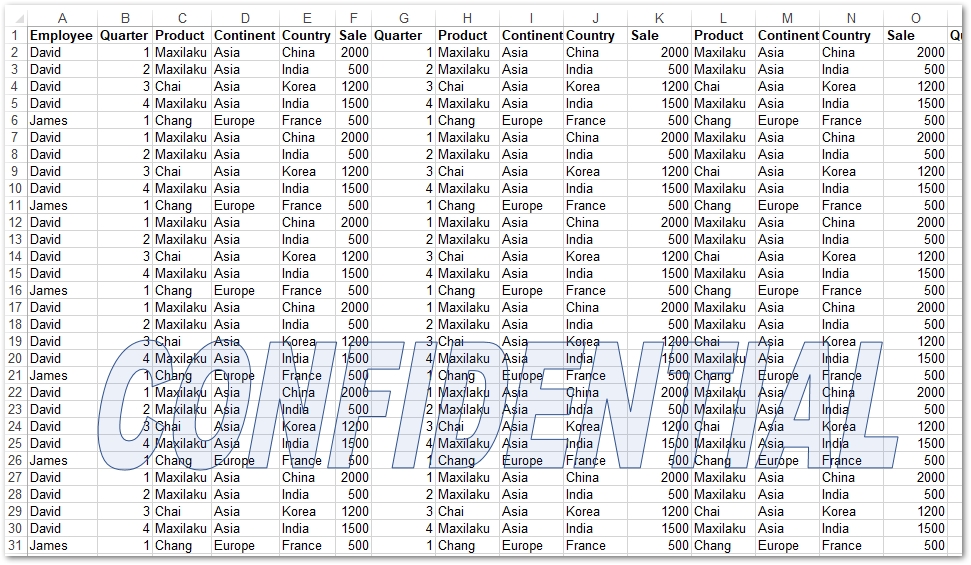 A B C D E F G H I J K L M N O
1 Employee Quarter Product Continent Country Sale Quarter Product Continent Country Sale Product Continent Country Sale Qu
2 David 1 Maxilaku Asia China 2000 1 Maxilaku Asia China 2000 Maxilaku Asia China 2000
3 David 2 Maxilaku Asia India 500 2 Maxilaku Asia India 500 Maxilaku Asia India 500
4 David 3 Chai Asia Korea 1200 3 Chai Asia Korea 1200 Chai Asia Korea 1200
5 David 4 Maxilaku Asia India 1500 4 Maxilaku Asia India 1500 Maxilaku Asia India 1500
6 James 1 Chang Europe France 500 1 Chang Europe France 500 Chang Europe France 500
7 David 1 Maxilaku Asia China 2000 1 Maxilaku Asia China 2000 Maxilaku Asia China 2000
8 David 2 Maxilaku Asia India 500 2 Maxilaku Asia India 500 Maxilaku Asia India 500
9 David 3 Chai Asia Korea 1200 3 Chai Asia Korea 1200 Chai Asia Korea 1200
10 David 4 Maxilaku Asia India 1500 4 Maxilaku Asia India 1500 Maxilaku Asia India 1500
11 James 1 Chang Europe France 500 1 Chang Europe France 500 Chang Europe France 500
12 David 1 Maxilaku Asia China 2000 1 Maxilaku Asia China 2000 Maxilaku Asia China 2000
13 David 2 Maxilaku Asia India 500 2 Maxilaku Asia India 500 Maxilaku Asia India 500
14 David 3 Chai Asia Korea 1200 3 Chai Asia Korea 1200 Chai Asia Korea 1200
15 David 4 Maxilaku Asia India 1500 4 Maxilaku Asia India 1500 Maxilaku Asia India 1500
16 James 1 Chang Europe France 500 1 Chang Europe France 500 Chang Europe France 500
17 David 1 Maxilaku Asia China 2000 1 Maxilaku Asia China 2000 Maxilaku Asia China 2000
18 David 2 Maxilaku Asia India 500 2 Maxilaku Asia India 500 Maxilaku Asia India 500
19 David 3 Chai Asia Korea 1200 3 Chai Asia Korea 1200 Chai Asia Korea 1200
20 David 4 Maxilaku Asia India 1500 4 Maxilaku Asia India 1500 Maxilaku Asia India 1500
21 James 1 Chang Europe France 500 1 Chang Europe France 500 Chang Europe France 500
22 David 1 Maxilaku Asia China 2000 1 Maxilaku Asia China 2000 Maxilaku Asia China 2000
23 David 2 Maxilaku Asia India 500 2 Maxilaku Asia India 500 Maxilaku Asia India 500
24 David 3 Chai Asia Korea 1200 3 Chai Asia Korea 1200 Chai Asia Korea 1200
25 David 4 Maxilaku Asia India 1500 4 Maxilaku Asia India 1500 Maxilaku Asia India 1500
26 James 1 Chang Europe France 500 1 Chang Europe France 500 Chang Europe France 500
27 David 1 Maxilaku Asia China 2000 1 Maxilaku Asia China 2000 Maxilaku Asia China 2000
28 David 2 Maxilaku Asia India 500 2 Maxilaku Asia India 500 Maxilaku Asia India 500
29 David 3 Chai Asia Korea 1200 3 Chai Asia Korea 1200 Chai Asia Korea 1200
30 David 4 Maxilaku Asia India 1500 4 Maxilaku Asia India 1500 Maxilaku Asia India 1500
31 James 1 Chang Europe France 500 1 Chang Europe France 500 Chang Europe France 500
CONFIDENTIAL